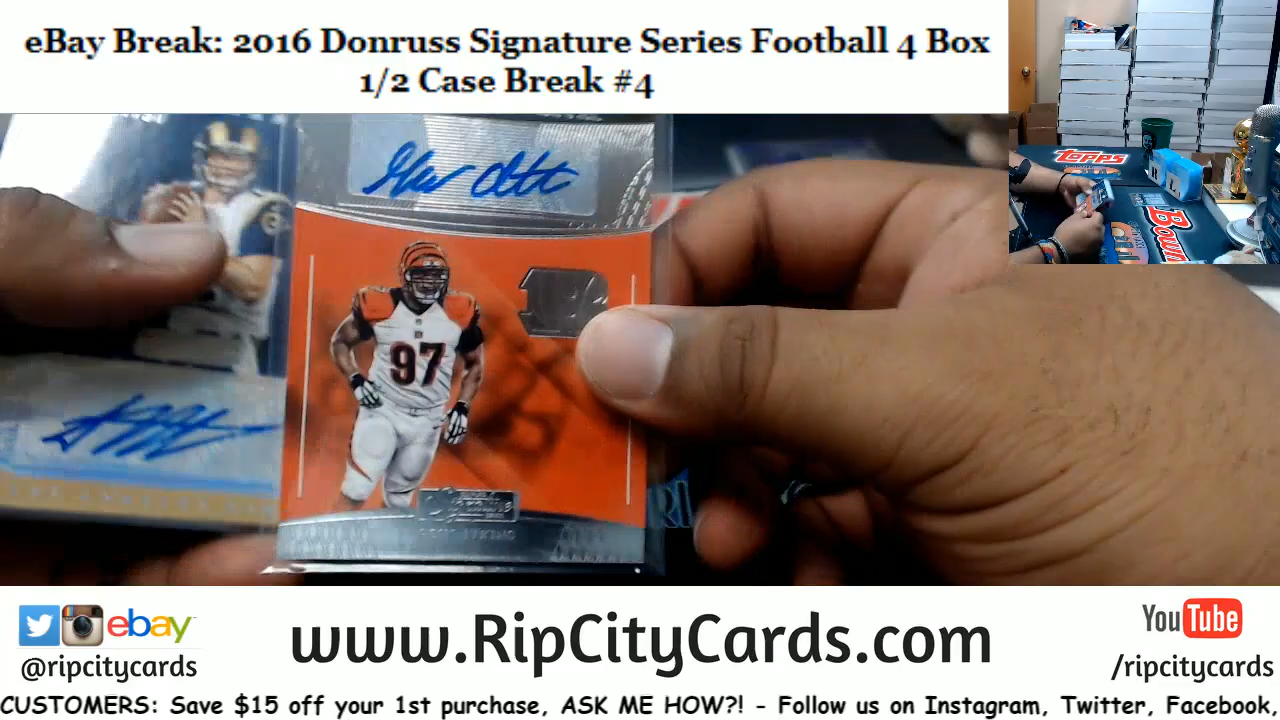 eBay Break: 2016 Donruss Signature Series Football 4 Box
1/2 Case Break #4
Topps
Bowm
R
L
97
ebay
@ripcitycards
www.RipCityCards.com
YouTube
/ripcitycards
CUSTOMERS: Save $15 off your 1st purchase, ASK ME HOW?! - Follow us on Instagram, Twitter, Facebook,